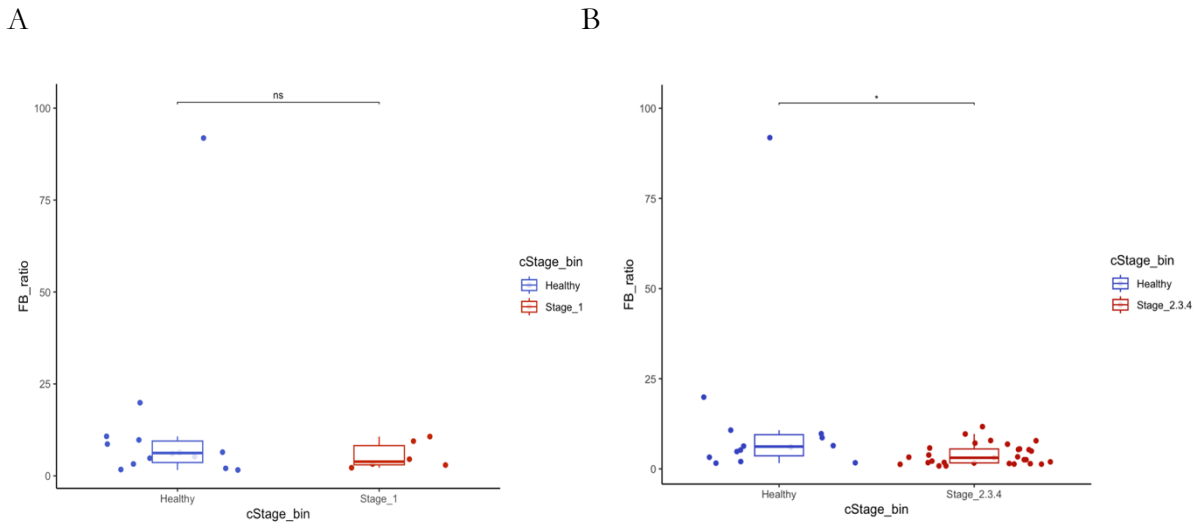 A
B
ns
100
75
50
25
0
FB_ratio
Healthy
Stage_1
cStage_bin
cStage_bin
Healthy
Stage_1
*
100
75
50
25
0
FB_ratio
Healthy
Stage_2.3.4
cStage_bin
cStage_bin
Healthy
Stage_2.3.4